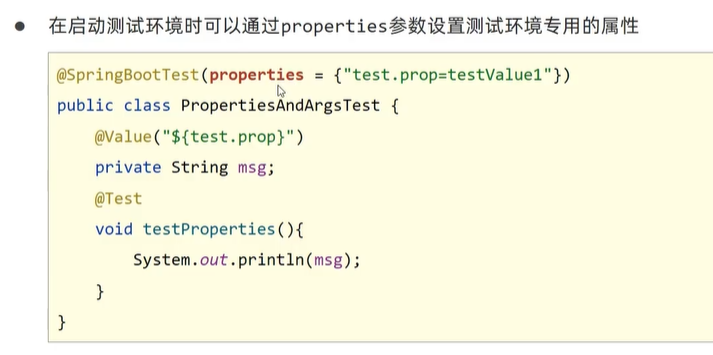 ● 在启动测试环境时可以通过properties参数设置测试环境专用的属性
@SpringBootTest(properties = {"test.prop=testValue1"})
public class PropertiesAndArgsTest {
    @Value("${test.prop}")
    private String msg;
    @Test
    void testProperties(){
        System.out.println(msg);
    }
}